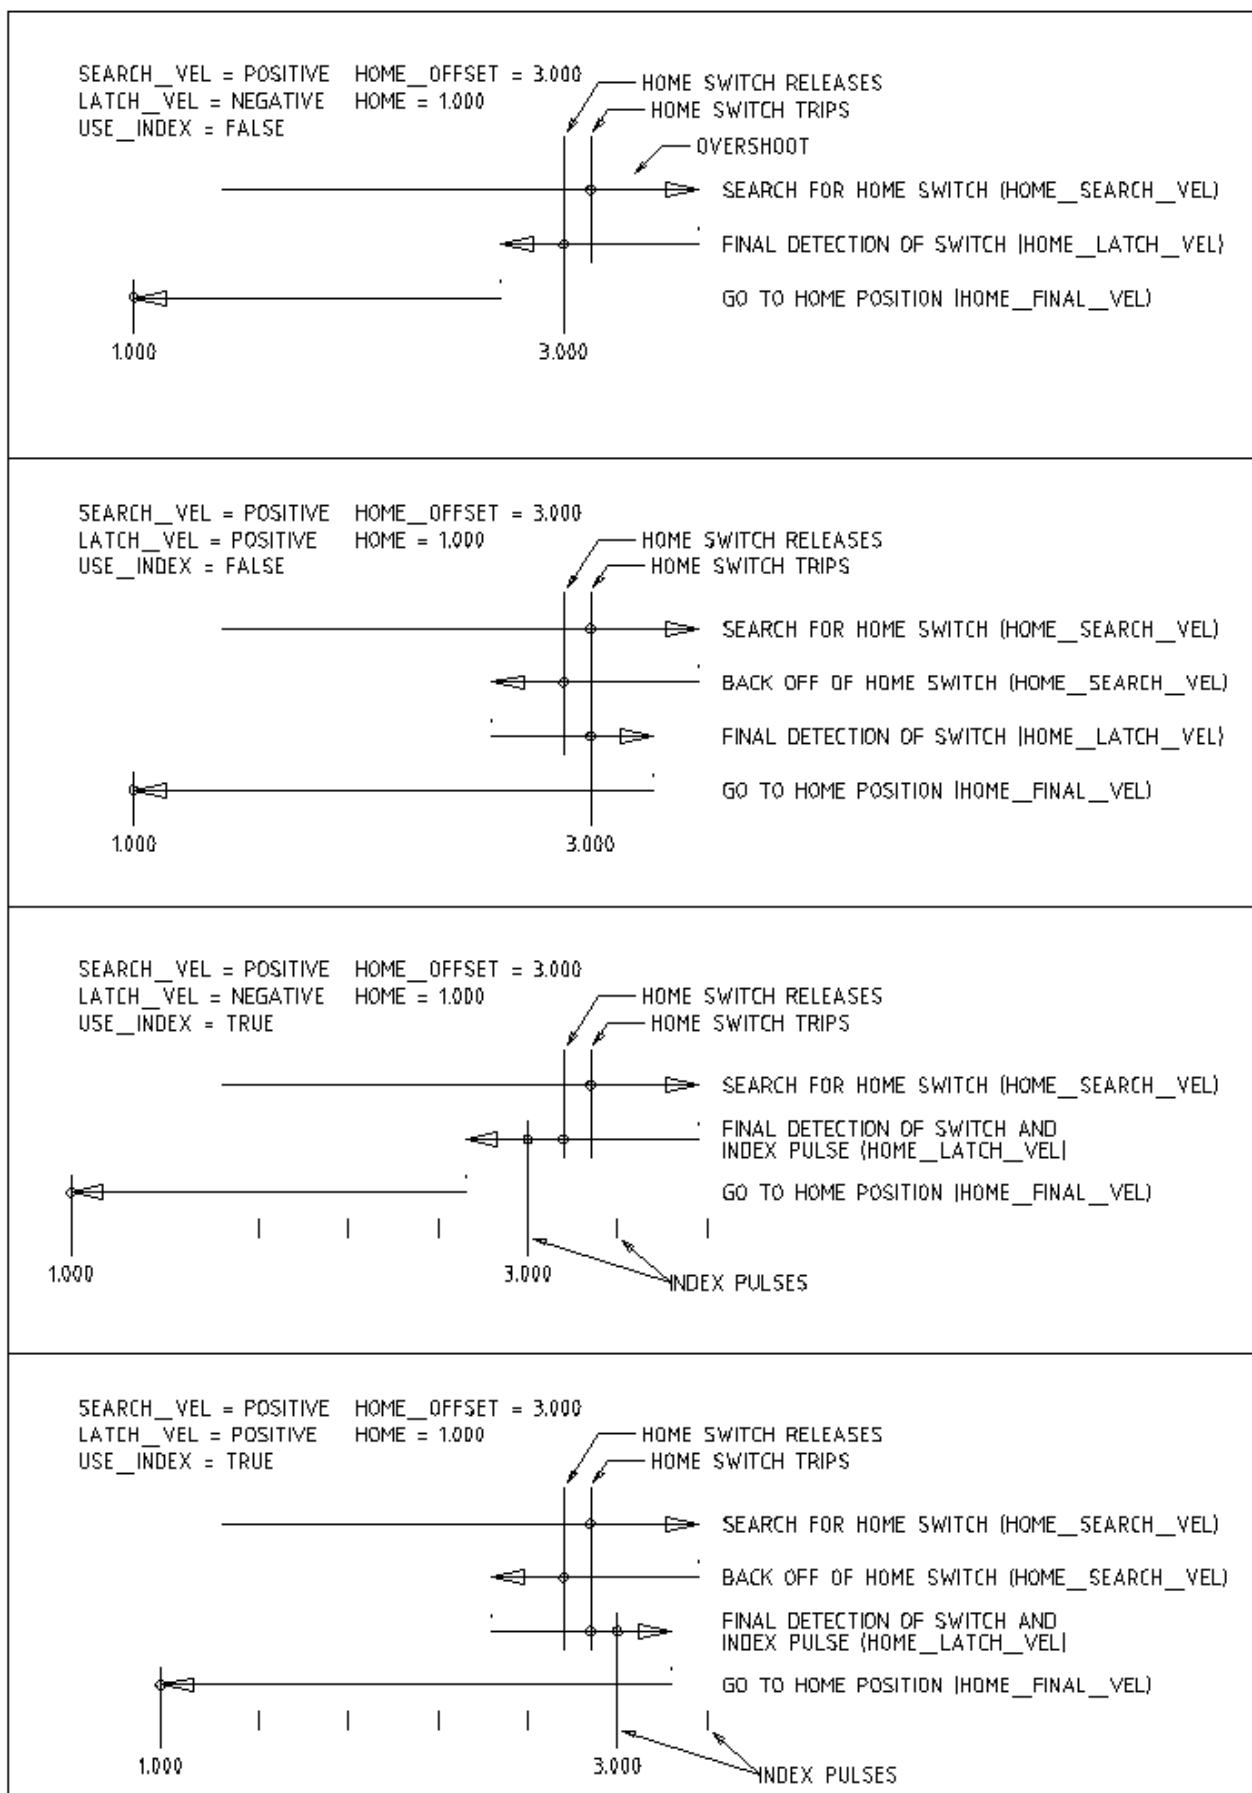 SEARCH_VEL = POSITIVE HOME_OFFSET = 3.000
LATCH_VEL = NEGATIVE HOME = 1.000
USE_INDEX = FALSE
HOME SWITCH RELEASES
HOME SWITCH TRIPS
OVERSHOOT
SEARCH FOR HOME SWITCH (HOME_SEARCH_VEL)
FINAL DETECTION OF SWITCH (HOME_LATCH_VEL)
GO TO HOME POSITION (HOME_FINAL_VEL)
1.000 3.000
SEARCH_VEL = POSITIVE HOME_OFFSET = 3.000
LATCH_VEL = POSITIVE HOME = 1.000
USE_INDEX = FALSE
HOME SWITCH RELEASES
HOME SWITCH TRIPS
SEARCH FOR HOME SWITCH (HOME_SEARCH_VEL)
BACK OFF OF HOME SWITCH (HOME_SEARCH_VEL)
FINAL DETECTION OF SWITCH (HOME_LATCH_VEL)
GO TO HOME POSITION (HOME_FINAL_VEL)
1.000 3.000
SEARCH_VEL = POSITIVE HOME_OFFSET = 3.000
LATCH_VEL = NEGATIVE HOME = 1.000
USE_INDEX = TRUE
HOME SWITCH RELEASES
HOME SWITCH TRIPS
SEARCH FOR HOME SWITCH (HOME_SEARCH_VEL)
FINAL DETECTION OF SWITCH AND
INDEX PULSE (HOME_LATCH_VEL)
GO TO HOME POSITION (HOME_FINAL_VEL)
1.000 3.000
INDEX PULSES
SEARCH_VEL = POSITIVE HOME_OFFSET = 3.000
LATCH_VEL = POSITIVE HOME = 1.000
USE_INDEX = TRUE
HOME SWITCH RELEASES
HOME SWITCH TRIPS
SEARCH FOR HOME SWITCH (HOME_SEARCH_VEL)
BACK OFF OF HOME SWITCH (HOME_SEARCH_VEL)
FINAL DETECTION OF SWITCH AND
INDEX PULSE (HOME_LATCH_VEL)
GO TO HOME POSITION (HOME_FINAL_VEL)
1.000 3.000
INDEX PULSES